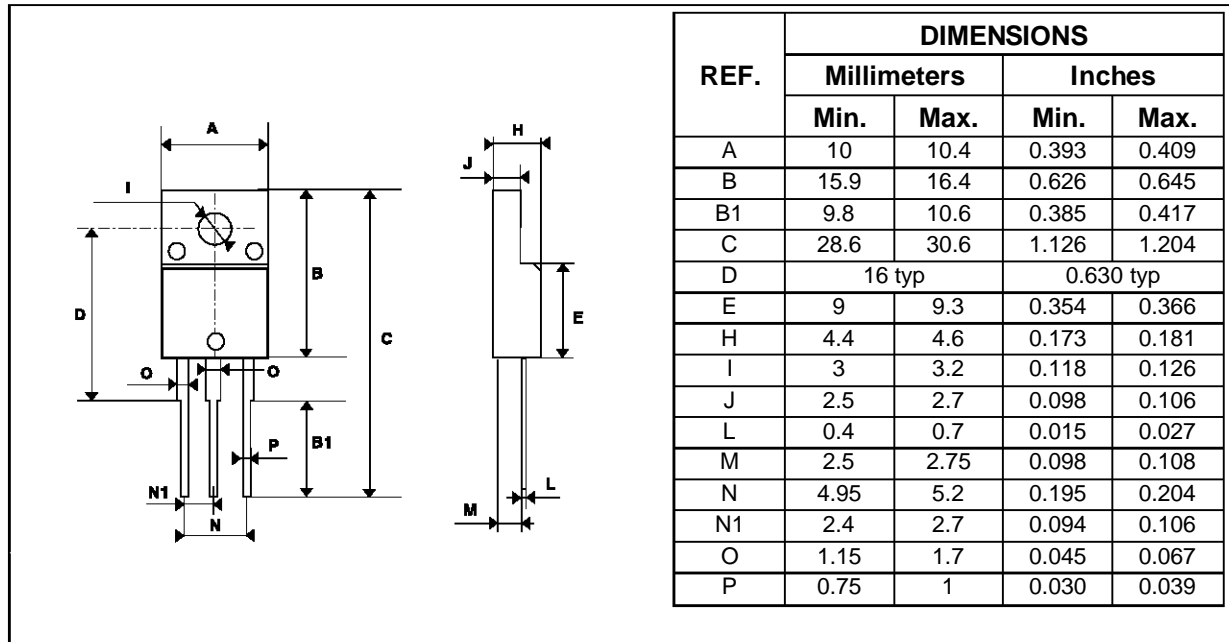 A
H
J
I
B
D
E
C
O
O
P
B1
N1
L
M
N
DIMENSIONS
REF. Millimeters Inches
Min. Max. Min. Max.
A 10 10.4 0.393 0.409
B 15.9 16.4 0.626 0.645
B1 9.8 10.6 0.385 0.417
C 28.6 30.6 1.126 1.204
D 16 typ 0.630 typ
E 9 9.3 0.354 0.366
H 4.4 4.6 0.173 0.181
I 3 3.2 0.118 0.126
J 2.5 2.7 0.098 0.106
L 0.4 0.7 0.015 0.027
M 2.5 2.75 0.098 0.108
N 4.95 5.2 0.195 0.204
N1 2.4 2.7 0.094 0.106
O 1.15 1.7 0.045 0.067
P 0.75 1 0.030 0.039